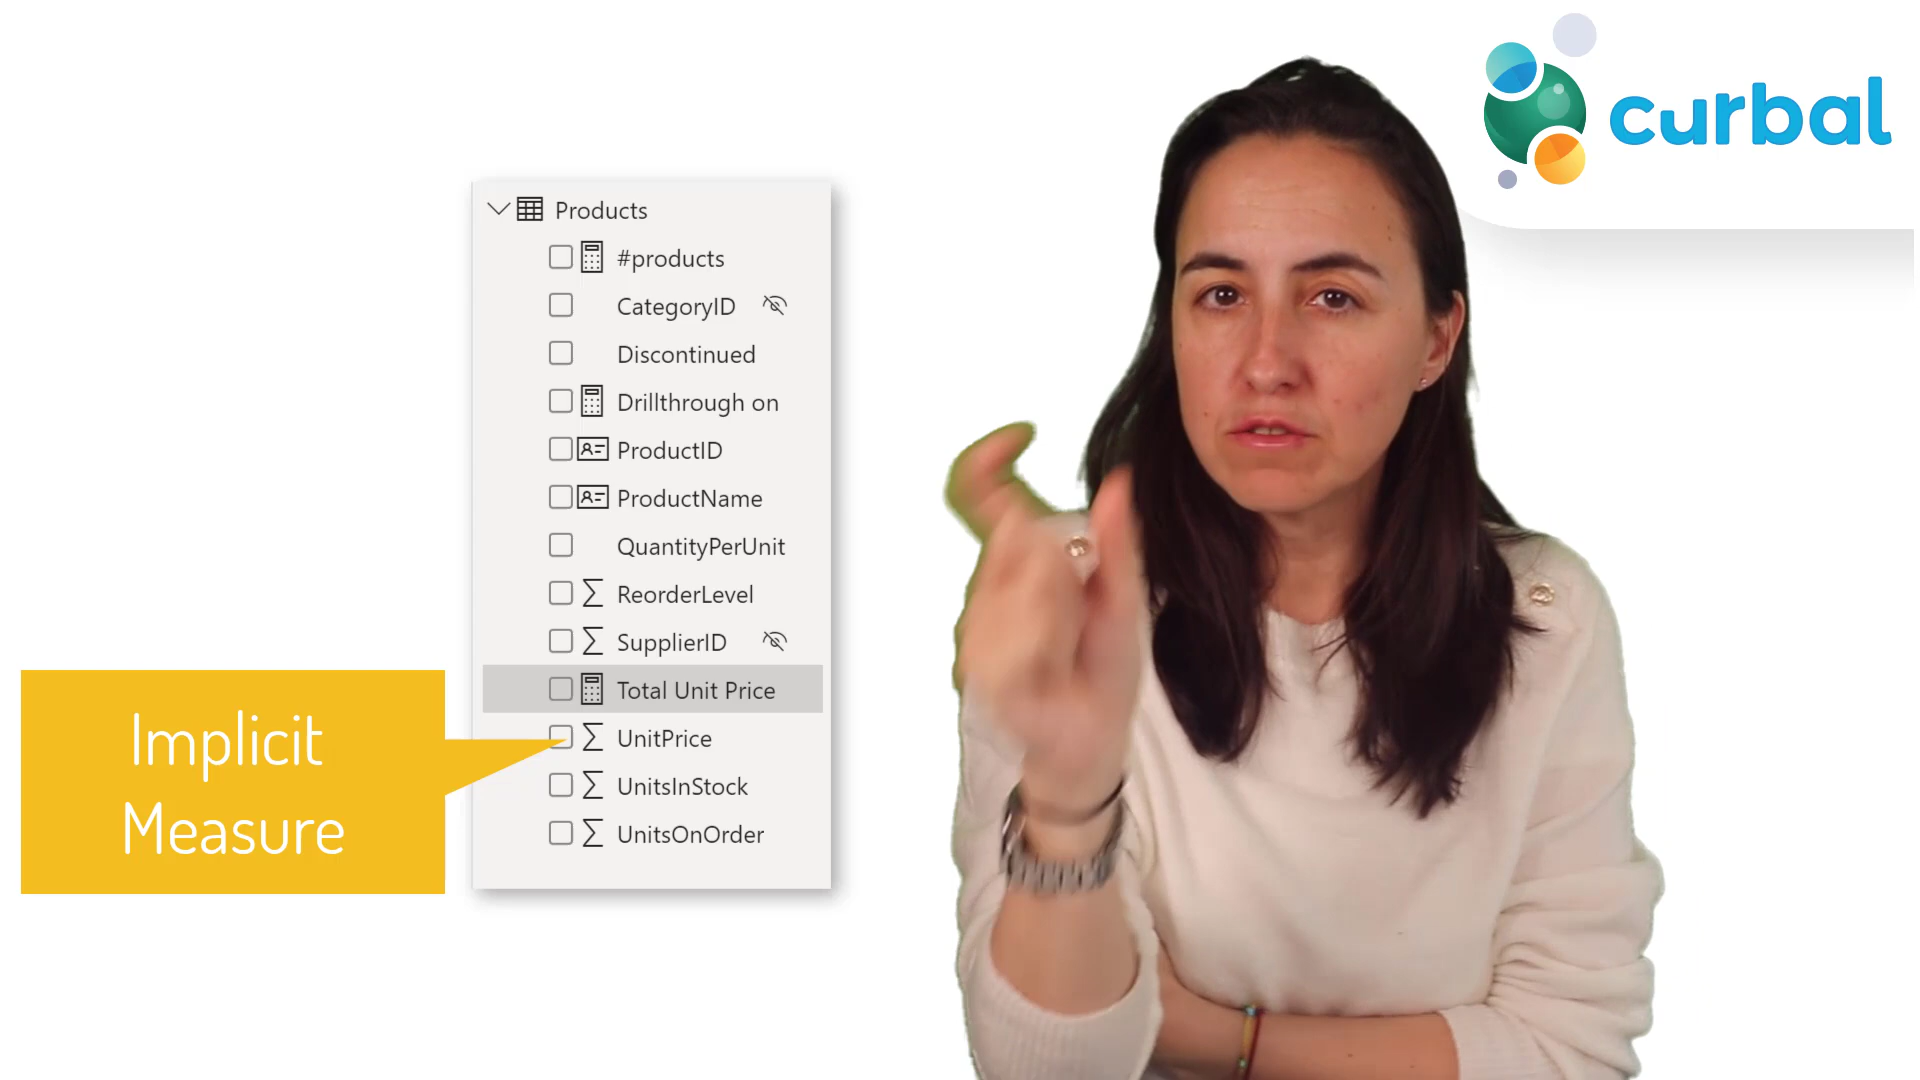 curbal
Products
#products
CategoryID
Discontinued
Drillthrough on
ProductID
ProductName
QuantityPerUnit
ReorderLevel
SupplierID
Total Unit Price
UnitPrice
UnitsInStock
UnitsOnOrder
Implicit
Measure